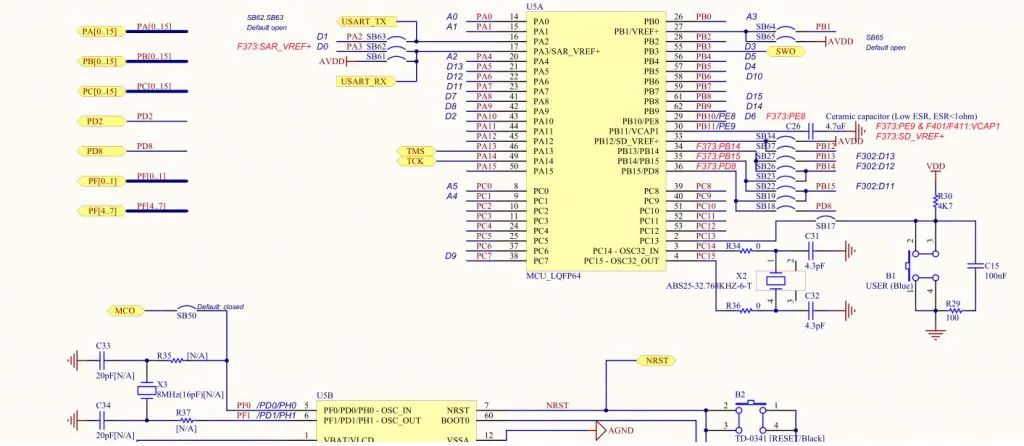 U5A
MCU_LQFP64
PA[0..15] PA[0..15]
PB[0..15] PB[0..15]
PC[0..15] PC[0..15]
PD2 PD2
PD8 PD8
PF[0..1] PF[0..1]
PF[4..7] PF[4..7]
SB62,SB63
Default open
USART_TX
D1 PA2 SB63
F373:SAR_VREF+ D0 PA3 SB62
AVDD SB61
USART_RX
A0 PA0 14 PA0
A1 PA1 15 PA1
16 PA2
17 PA3/SAR_VREF+
A2 PA4 20 PA4
D13 PA5 21 PA5
D12 PA6 22 PA6
D11 PA7 23 PA7
D7 PA8 41 PA8
D8 PA9 42 PA9
D2 PA10 43 PA10
PA11 44 PA11
PA12 45 PA12
TMS PA13 46 PA13
TCK PA14 49 PA14
PA15 50 PA15
A5 PC0 8 PC0
A4 PC1 9 PC1
PC2 10 PC2
PC3 11 PC3
PC4 24 PC4
PC5 25 PC5
PC6 37 PC6
D9 PC7 38 PC7
PB0 26 PB0 A3
PB1/VREF+ 27
PB2 28 PB2
PB3 55 PB3 D3
PB4 56 PB4 D5
PB5 57 PB5 D4
PB6 58 PB6 D10
PB7 59 PB7
PB8 61 PB8 D15
PB9 62 PB9 D14
PB10/PE8 29 PB10/PE8 D6 F373:PE8
PB11/VCAP1 30 PB11/PE9
PB12/SD_VREF+ 33
PB13/PB14 34 F373:PB14
PB14/PB15 35 F373:PB15
PB15/PD8 36 F373:PD8
PC8 39 PC8
PC9 40 PC9
PC10 51 PC10
PC11 52 PC11
PC12 53 PC12
PC13 2 PC13
PC14 - OSC32_IN 3 PC14
PC15 - OSC32_OUT 4 PC15
SB64 PB1
SB65 AVDD
SB65
Default open
SWO
Ceramic capacitor (Low ESR, ESR<1ohm)
C26 4.7uF
F373:PE9 & F401/F411:VCAP1
F373:SD_VREF+
SB34 AVDD
SB37 PB12
SB27 PB13 F302:D13
SB26 PB14 F302:D12
SB23
SB22 PB15 F302:D11
SB19
SB18 PD8
SB17
R34 0
C31
4.3pF
X2
ABS25-32.768KHZ-6-T
1 2
4 3
R36 0
C32
4.3pF
VDD
R30
4K7
2 3
B1
USER (Blue)
1 4
C15
100nF
R29
100
MCO
Default: closed
SB50
C33
20pF[N/A]
R35 [N/A]
X3
8MHz(16pF)[N/A]
C34
20pF[N/A]
R37
[N/A]
U5B
PF0 /PD0/PH0 5 PF0/PD0/PH0 - OSC_IN
PF1 /PD1/PH1 6 PF1/PD1/PH1 - OSC_OUT
1 VBAT/VLCD
NRST 7 NRST
BOOT0 60
VSSA 12 AGND
NRST
B2
2 1
3 4
TD-0341 [RESET/Black]